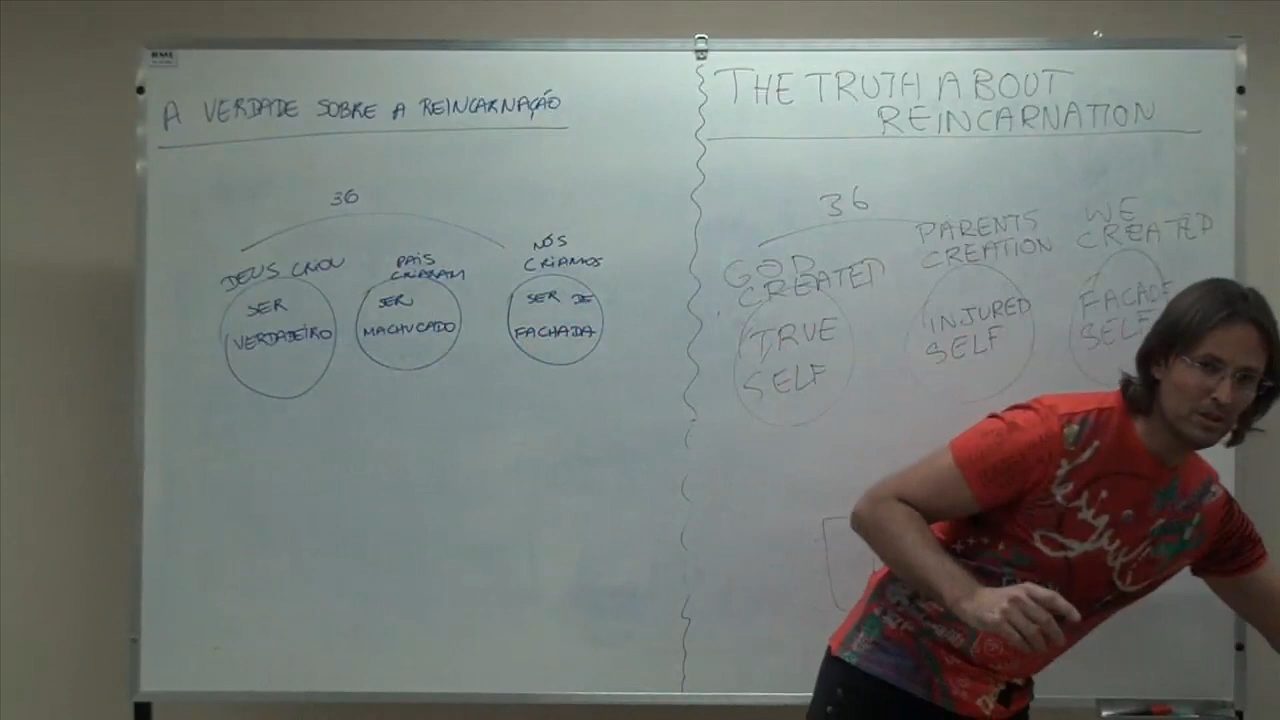 A VERDADE SOBRE A REINCARNAÇÃO
36
DEUS CRIOU
SER
VERDADEIRO
PAIS
CRIARAM
SER
MACHUCADO
NÓS
CRIAMOS
SER DE
FACHADA
THE TRUTH ABOUT
REINCARNATION
36
GOD
CREATED
TRUE
SELF
PARENTS
CREATION
INJURED
SELF
WE
CREATED
FACADE
SELF
Desigual